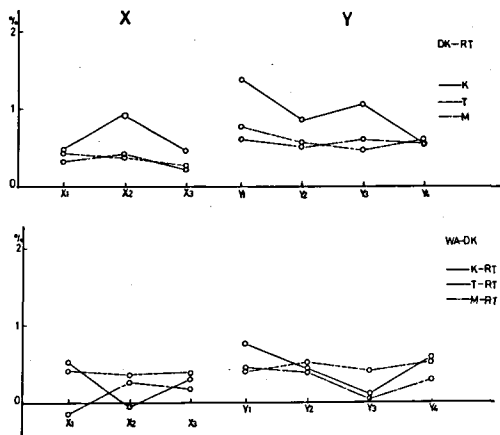 X Y
%
2
1
0
DK-RT
K
T
M
X1 X2 X3 Y1 Y2 Y3 Y4
%
2
1
0
WA-DK
K-RT
T-RT
M-RT
X1 X2 X3 Y1 Y2 Y3 Y4